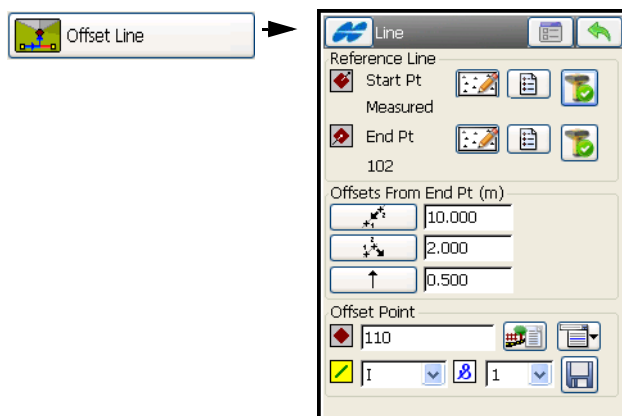 Offset Line
Line
Reference Line
Start Pt
Measured
End Pt
102
Offsets From End Pt (m)
10.000
2.000
0.500
Offset Point
110
I
1